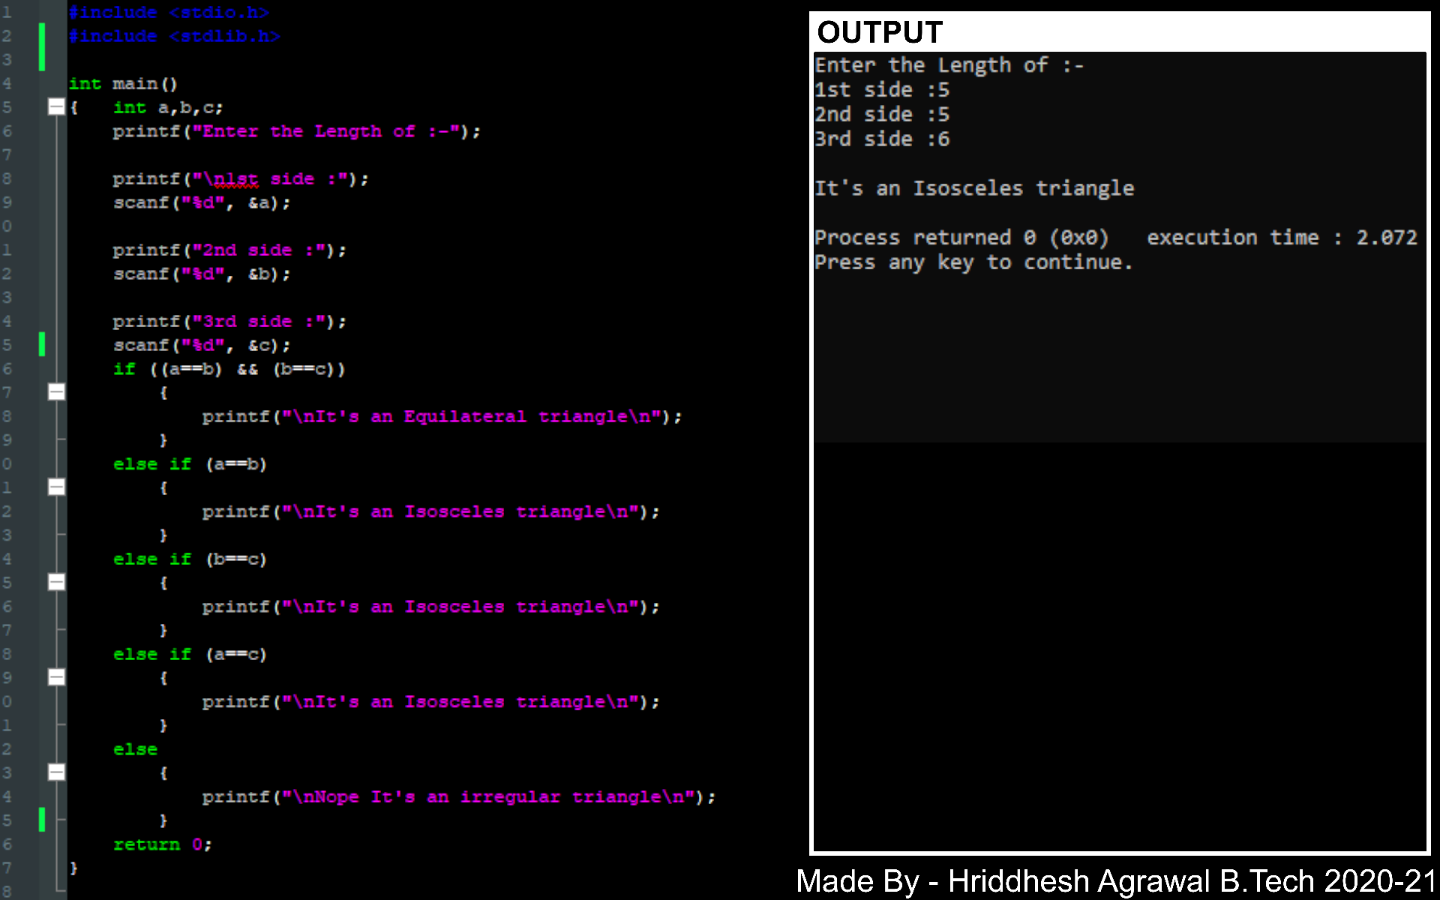 1 #include <stdio.h>
2 #include <stdlib.h>
3
4 int main()
5 { int a,b,c;
6 printf("Enter the Length of :-");
7
8 printf("\n1st side :");
9 scanf("%d", &a);
0
1 printf("2nd side :");
2 scanf("%d", &b);
3
4 printf("3rd side :");
5 scanf("%d", &c);
6 if ((a==b) && (b==c))
7 {
8 printf("\nIt's an Equilateral triangle\n");
9 }
0 else if (a==b)
1 {
2 printf("\nIt's an Isosceles triangle\n");
3 }
4 else if (b==c)
5 {
6 printf("\nIt's an Isosceles triangle\n");
7 }
8 else if (a==c)
9 {
0 printf("\nIt's an Isosceles triangle\n");
1 }
2 else
3 {
4 printf("\nNope It's an irregular triangle\n");
5 }
6 return 0;
7 }
8
OUTPUT
Enter the Length of :-
1st side :5
2nd side :5
3rd side :6
It's an Isosceles triangle
Process returned 0 (0x0) execution time : 2.072
Press any key to continue.
Made By - Hriddhesh Agrawal B.Tech 2020-21